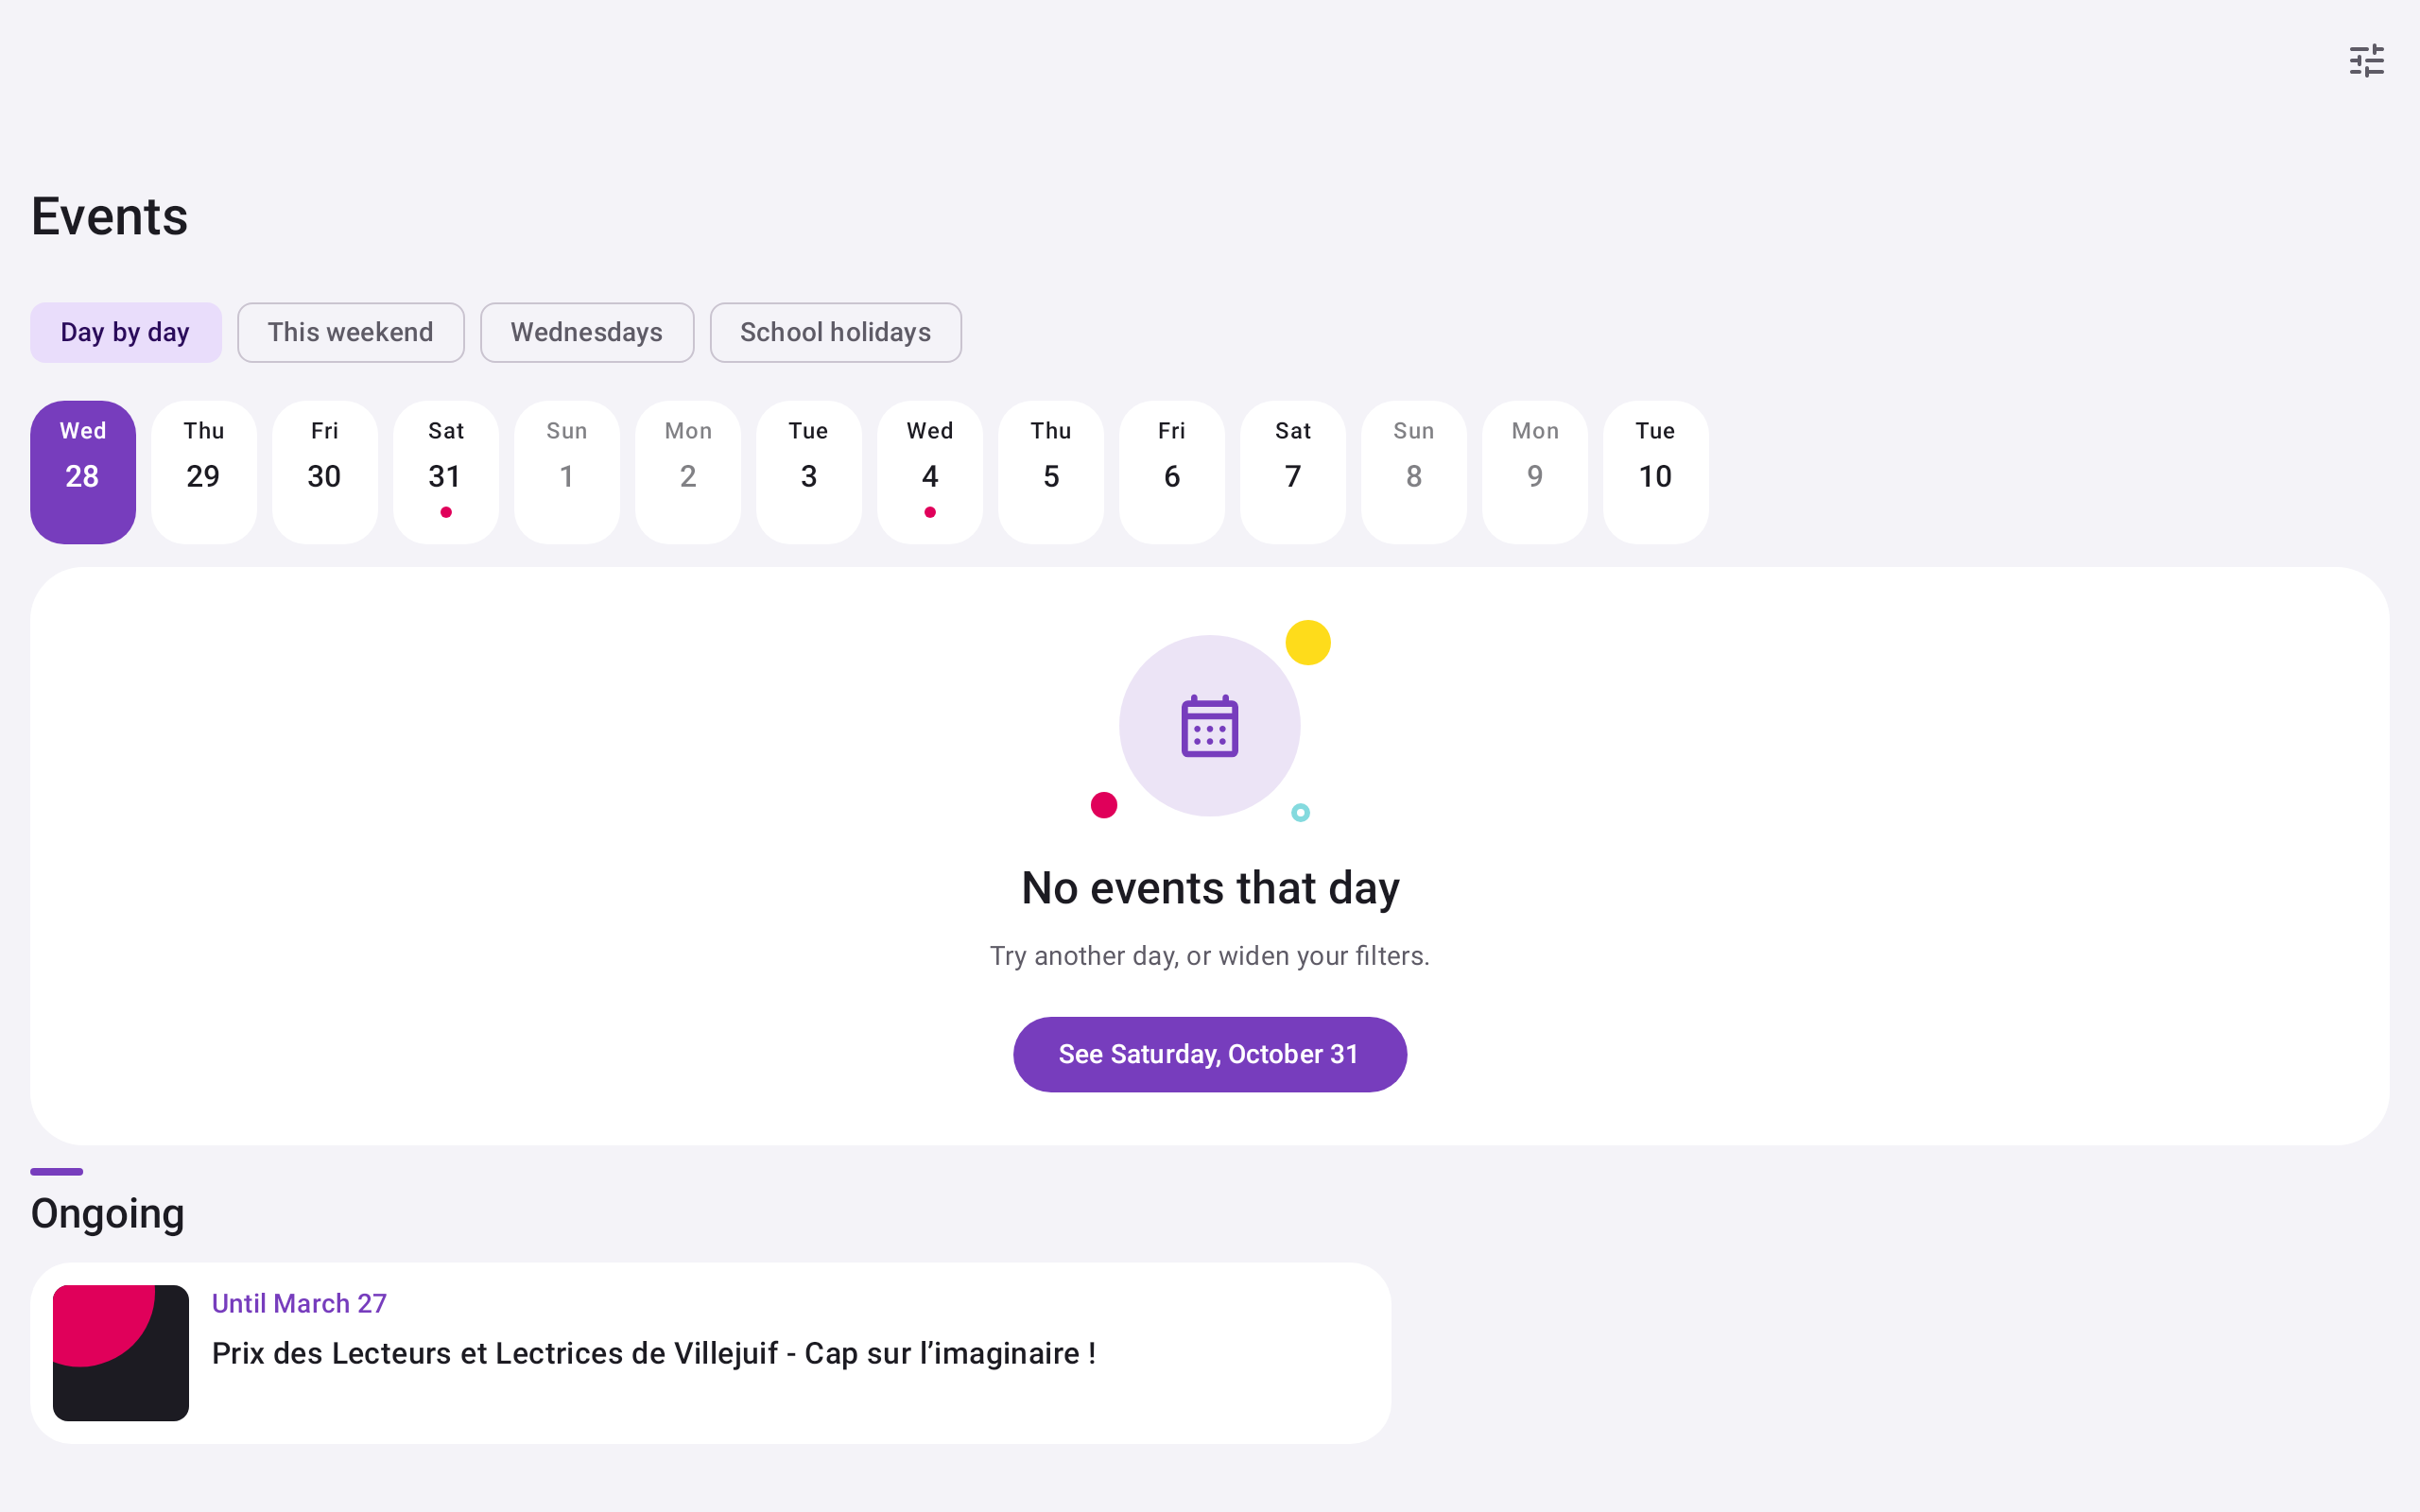 Events
Day by day
This weekend
Wednesdays
School holidays
Wed Thu Fri Sat Sun Mon Tue Wed Thu Fri Sat Sun Mon Tue
28 29 30 31 1 2 3 4 5 6 7 8 9 10
No events that day
Try another day, or widen your filters.
See Saturday, October 31
Ongoing
Until March 27
Prix des Lecteurs et Lectrices de Villejuif - Cap sur l’imaginaire !